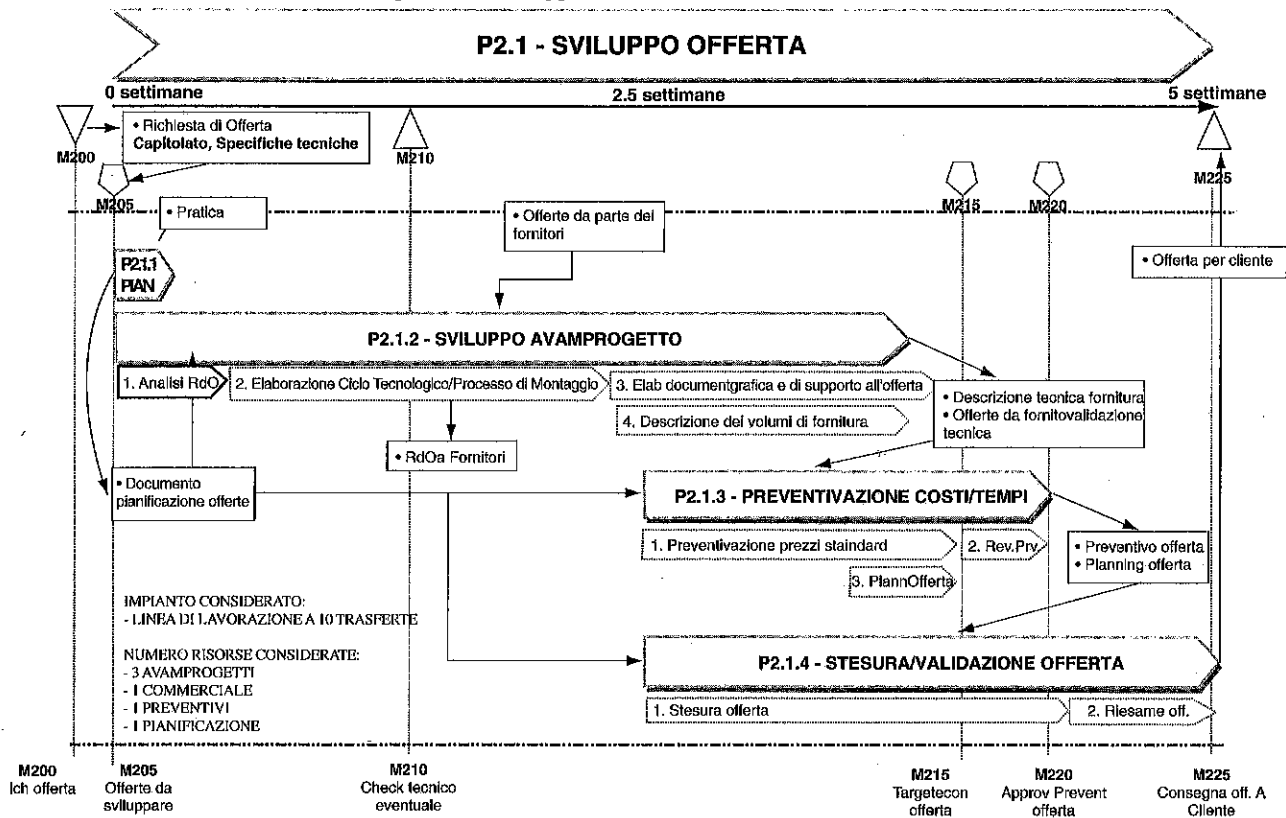 P2.1 - SVILUPPO OFFERTA
0 settimane
2.5 settimane
5 settimane
• Richiesta di Offerta
Capitolato, Specifiche tecniche
M200
M210
M225
M205
M215
M220
• Pratica
• Offerte da parte dei
fornitori
P2.1.1
PIAN
• Offerta per cliente
P2.1.2 - SVILUPPO AVAMPROGETTO
1. Analisi RdO
2. Elaborazione Ciclo Tecnologico/Processo di Montaggio
3. Elab documentgrafica e di supporto all'offerta
4. Descrizione dei volumi di fornitura
• Descrizione tecnica fornitura
• Offerte da fornitovalidazione
tecnica
• RdOa Fornitori
• Documento
pianificazione offerte
P2.1.3 - PREVENTIVAZIONE COSTI/TEMPI
1. Preventivazione prezzi staindard
2. Rev.Prv.
3. PlannOfferta
• Preventivo offerta
• Planning offerta
IMPIANTO CONSIDERATO:
- LINEA DI LAVORAZIONE A 10 TRASFERTE
NUMERO RISORSE CONSIDERATE:
- 3 AVAMPROGETTI
- 1 COMMERCIALE
- 1 PREVENTIVI
- 1 PIANIFICAZIONE
P2.1.4 - STESURA/VALIDAZIONE OFFERTA
1. Stesura offerta
2. Riesame off.
M200
Ich offerta
M205
Offerte da
sviluppare
M210
Check tecnico
eventuale
M215
Targetecon
offerta
M220
Approv Prevent
offerta
M225
Consegna off. A
Cliente